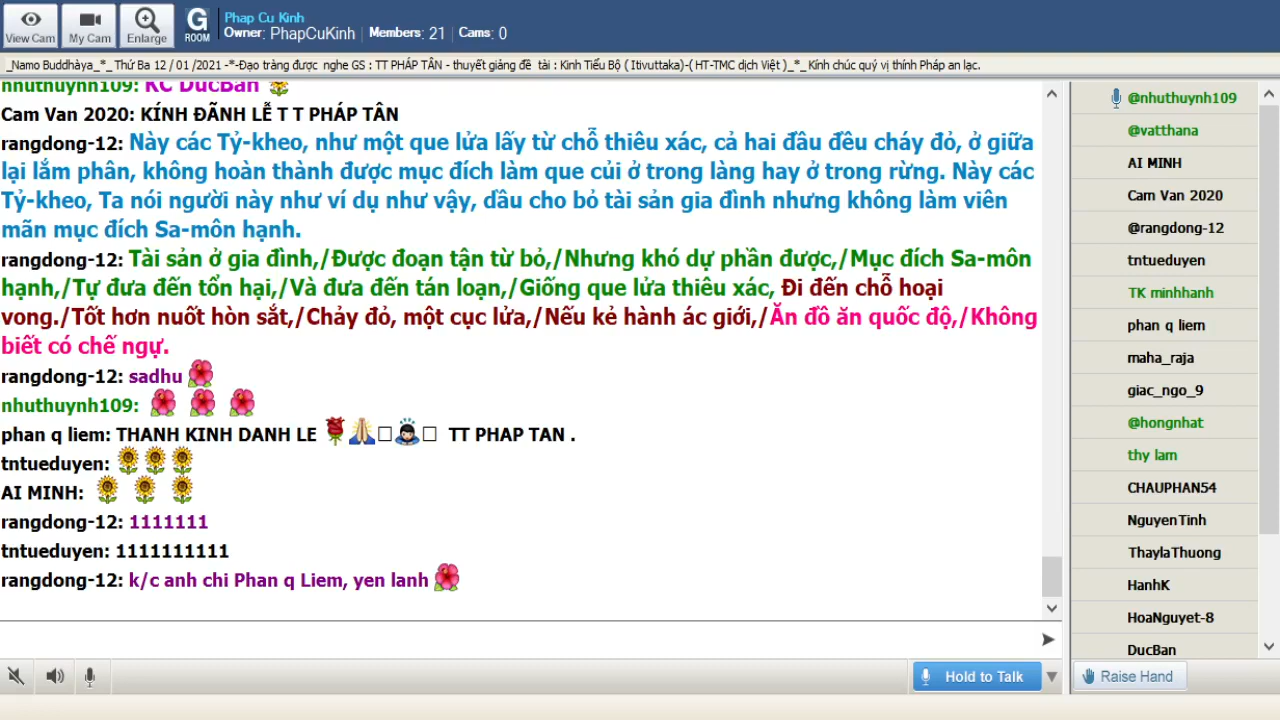 View Cam
My Cam
Enlarge
G
ROOM
Phap Cu Kinh
Owner: PhapCuKinh | Members: 21 | Cams: 0
_Namo Buddhàya_*_ Thứ Ba 12 / 01 /2021 -*-Đạo tràng được nghe GS : TT PHÁP TÂN - thuyết giảng đề tài : Kinh Tiểu Bộ ( Itivuttaka)-( HT-TMC dịch Việt )_*_ Kính chúc quý vị thính Pháp an lạc.
nhuthuynh109: KC DucBan
Cam Van 2020: KÍNH ĐÃNH LỄ T T PHÁP TÂN
rangdong-12: Này các Tỷ-kheo, như một que lửa lấy từ chỗ thiêu xác, cả hai đầu đều cháy đỏ, ở giữa
lại lắm phân, không hoàn thành được mục đích làm que củi ở trong làng hay ở trong rừng. Này các
Tỷ-kheo, Ta nói người này như ví dụ như vậy, dầu cho bỏ tài sản gia đình nhưng không làm viên
mãn mục đích Sa-môn hạnh.
rangdong-12: Tài sản ở gia đình,/Được đoạn tận từ bỏ,/Nhưng khó dự phần được,/Mục đích Sa-môn
hạnh,/Tự đưa đến tổn hại,/Và đưa đến tán loạn,/Giống que lửa thiêu xác, Đi đến chỗ hoại
vong./Tốt hơn nuốt hòn sắt,/Cháy đỏ, một cục lửa,/Nếu kẻ hành ác giới,/Ăn đồ ăn quốc độ,/Không
biết có chế ngự.
rangdong-12: sadhu
nhuthuynh109:
phan q liem: THANH KINH DANH LE TT PHAP TAN .
tntueduyen:
AI MINH:
rangdong-12: 1111111
tntueduyen: 1111111111
rangdong-12: k/c anh chi Phan q Liem, yen lanh
@nhuthuynh109
@vatthana
AI MINH
Cam Van 2020
@rangdong-12
tntueduyen
TK minhhanh
phan q liem
maha_raja
giac_ngo_9
@hongnhat
thy lam
CHAUPHAN54
NguyenTinh
ThaylaThuong
HanhK
HoaNguyet-8
DucBan
Hold to Talk
Raise Hand